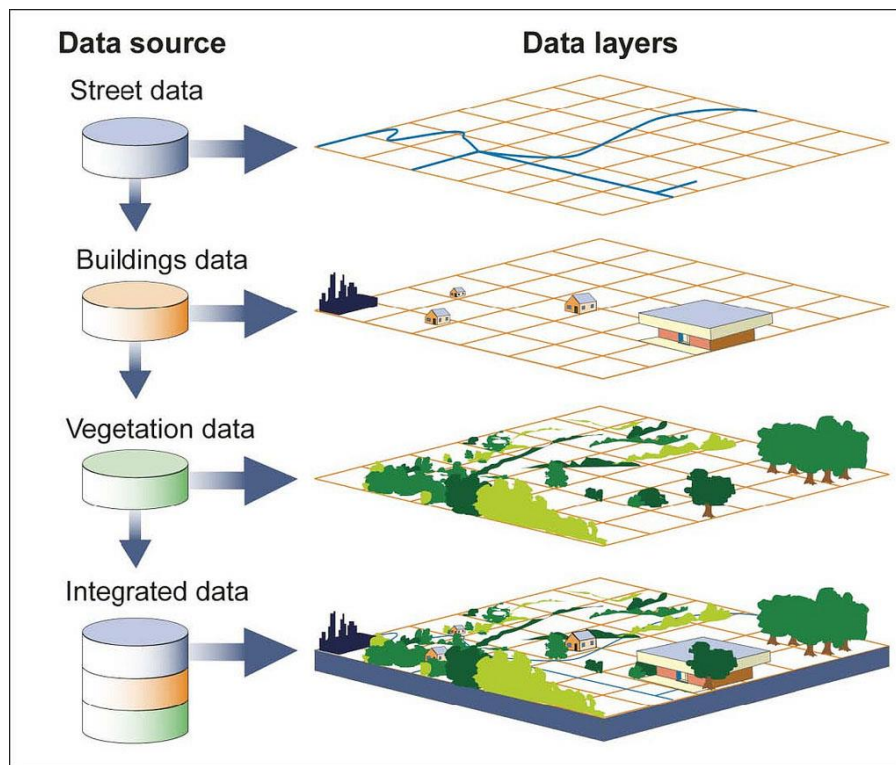 Data source
Data layers
Street data
Buildings data
Vegetation data
Integrated data